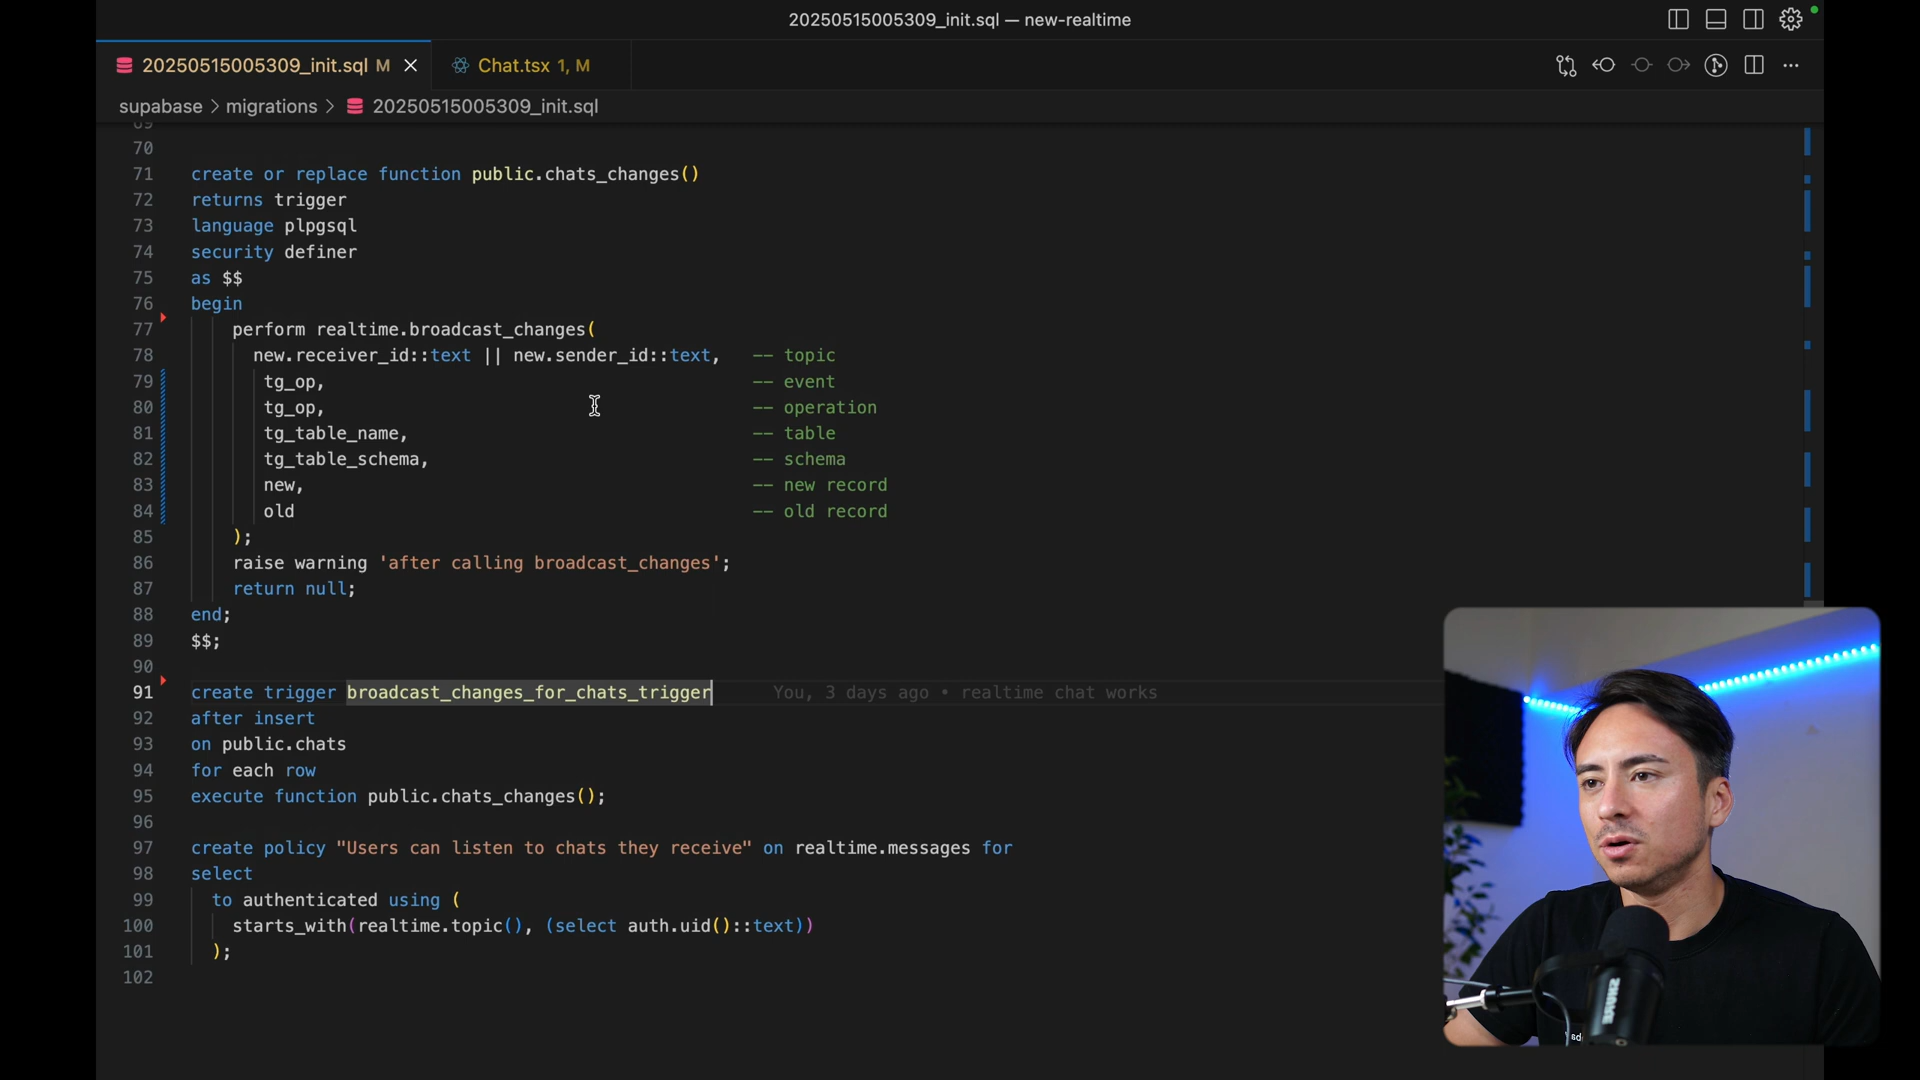 20250515005309_init.sql — new-realtime
20250515005309_init.sql M
Chat.tsx 1, M
supabase > migrations > 20250515005309_init.sql
69
70
71 create or replace function public.chats_changes()
72 returns trigger
73 language plpgsql
74 security definer
75 as $$
76 begin
77 perform realtime.broadcast_changes(
78 new.receiver_id::text || new.sender_id::text, -- topic
79 tg_op, -- event
80 tg_op, -- operation
81 tg_table_name, -- table
82 tg_table_schema, -- schema
83 new, -- new record
84 old -- old record
85 );
86 raise warning 'after calling broadcast_changes';
87 return null;
88 end;
89 $$;
90
91 create trigger broadcast_changes_for_chats_trigger You, 3 days ago • realtime chat works
92 after insert
93 on public.chats
94 for each row
95 execute function public.chats_changes();
96
97 create policy "Users can listen to chats they receive" on realtime.messages for
98 select
99 to authenticated using (
100 starts_with(realtime.topic(), (select auth.uid()::text))
101 );
102
SHURE